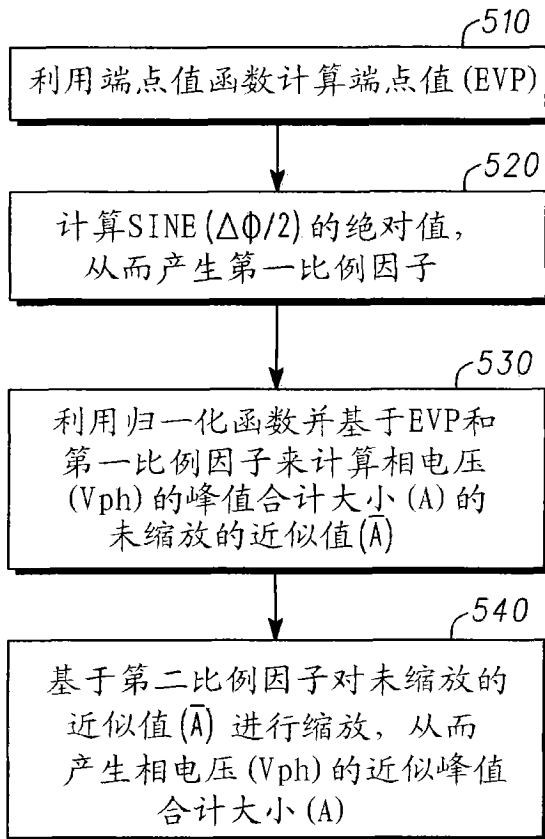 510
利用端点值函数计算端点值(EVP)
520
计算SINE(Δϕ/2)的绝对值,
从而产生第一比例因子
530
利用归一化函数并基于EVP和
第一比例因子来计算相电压
(Vph)的峰值合计大小(A)的
未缩放的近似值(A̅)
540
基于第二比例因子对未缩放的
近似值(A̅)进行缩放,从而
产生相电压(Vph)的近似峰值
合计大小(A)